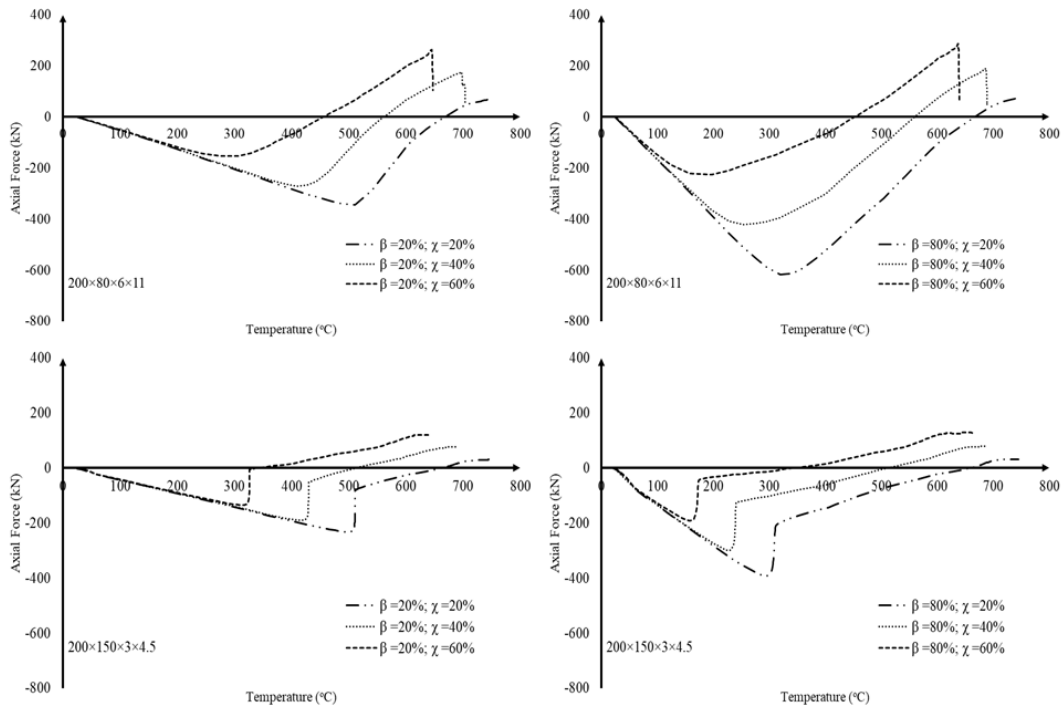 400
200
0
-200
-400
-600
-800
Axial Force (kN)
0 100 200 300 400 500 600 700 800
β =20%; χ =20%
β =20%; χ =40%
β =20%; χ =60%
200×80×6×11
Temperature (°C)
400
200
0
-200
-400
-600
-800
Axial Force (kN)
0 100 200 300 400 500 600 700 800
β =80%; χ =20%
β =80%; χ =40%
β =80%; χ =60%
200×80×6×11
Temperature (°C)
400
200
0
-200
-400
-600
-800
Axial Force (kN)
0 100 200 300 400 500 600 700 800
β =20%; χ =20%
β =20%; χ =40%
β =20%; χ =60%
200×150×3×4.5
Temperature (°C)
400
200
0
-200
-400
-600
-800
Axial Force (kN)
0 100 200 300 400 500 600 700 800
β =80%; χ =20%
β =80%; χ =40%
β =80%; χ =60%
200×150×3×4.5
Temperature (°C)